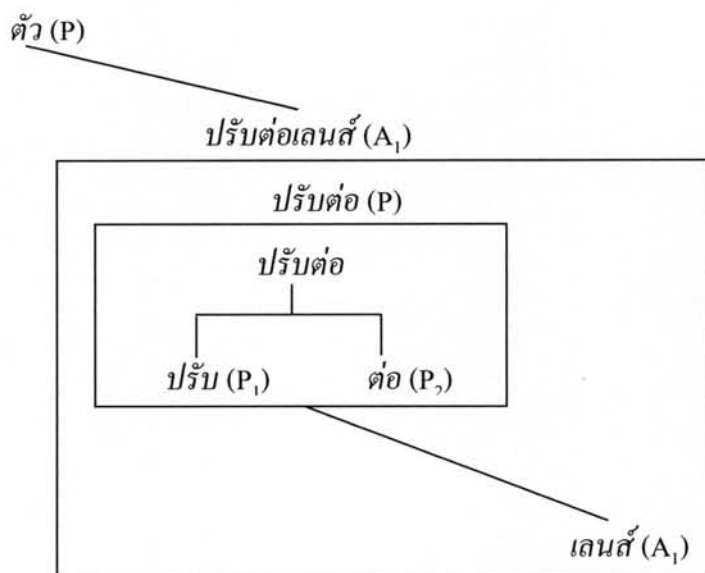 ตัว (P)
ปรับต่อเลนส์ (A₁)
ปรับต่อ (P)
ปรับต่อ
ปรับ (P₁) ต่อ (P₂)
เลนส์ (A₁)